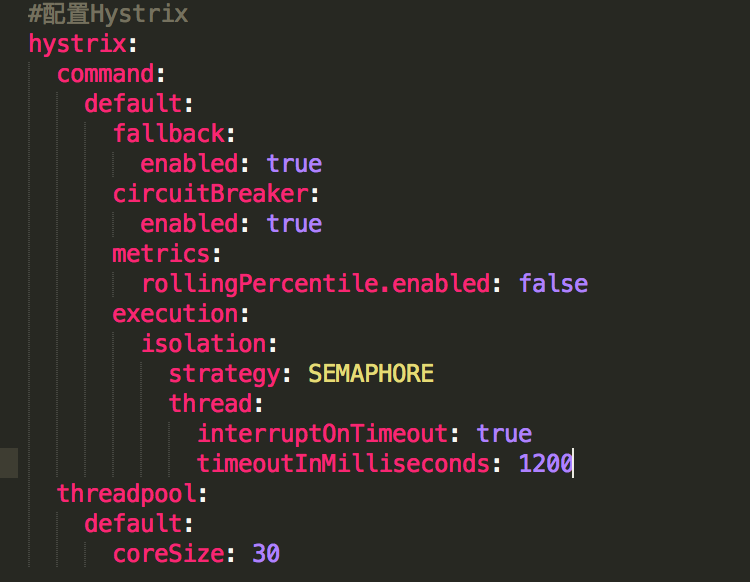 #配置Hystrix
hystrix:
  command:
    default:
      fallback:
        enabled: true
      circuitBreaker:
        enabled: true
      metrics:
        rollingPercentile.enabled: false
      execution:
        isolation:
          strategy: SEMAPHORE
          thread:
            interruptOnTimeout: true
            timeoutInMilliseconds: 1200
  threadpool:
    default:
      coreSize: 30